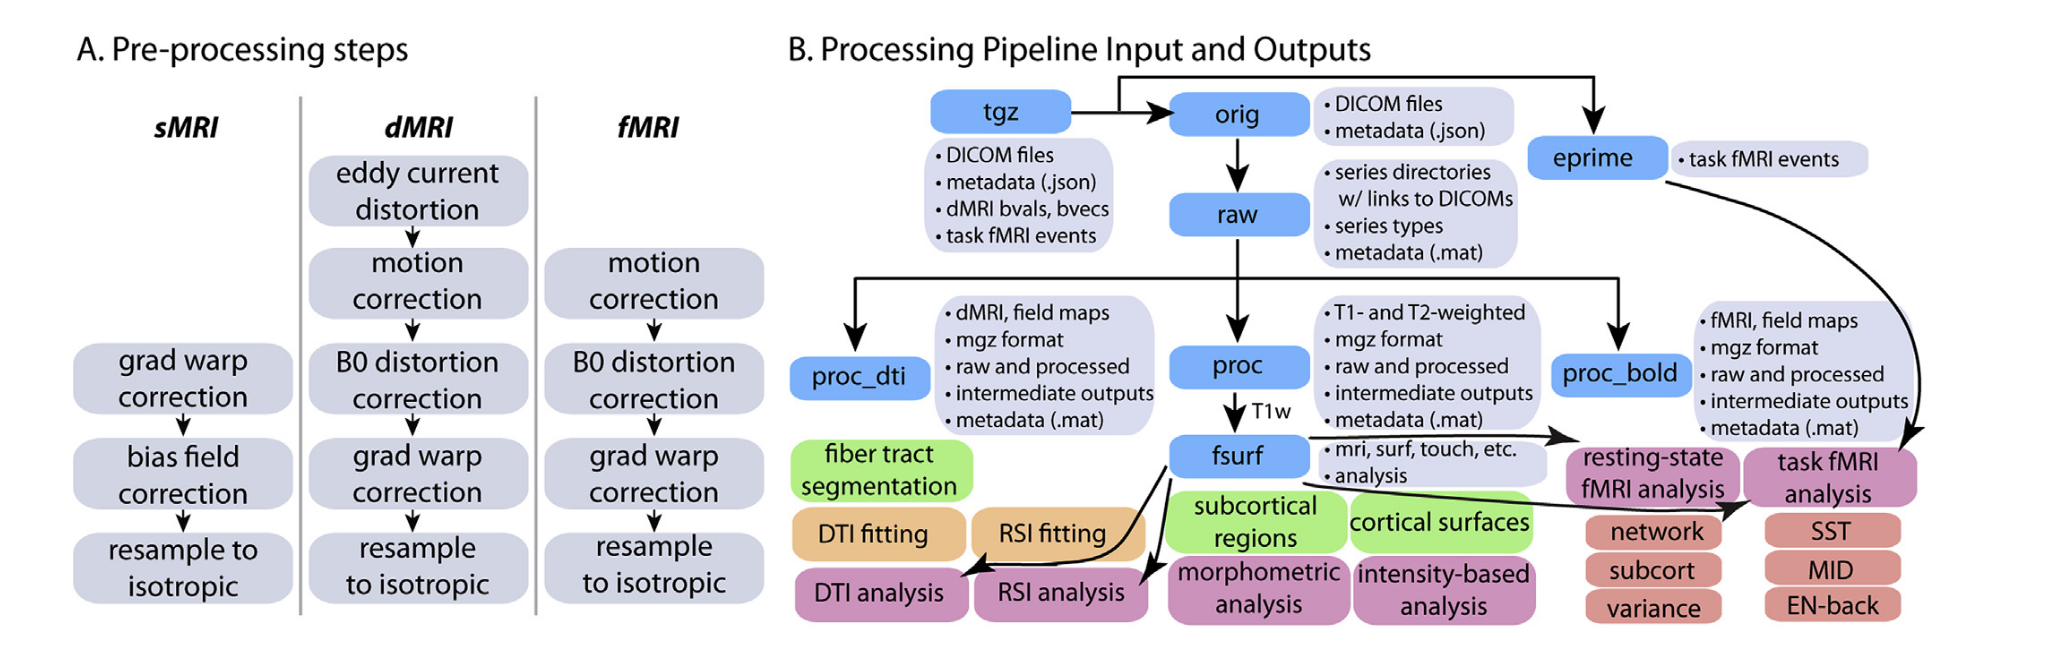 A. Pre-processing steps
sMRI
dMRI
fMRI
grad warp
correction
bias field
correction
resample to
isotropic
eddy current
distortion
motion
correction
B0 distortion
correction
grad warp
correction
resample
to isotropic
motion
correction
B0 distortion
correction
grad warp
correction
resample
to isotropic
B. Processing Pipeline Input and Outputs
tgz
• DICOM files
• metadata (.json)
• dMRI bvals, bvecs
• task fMRI events
orig
• DICOM files
• metadata (.json)
eprime
• task fMRI events
raw
• series directories
w/ links to DICOMs
• series types
• metadata (.mat)
proc_dti
• dMRI, field maps
• mgz format
• raw and processed
• intermediate outputs
• metadata (.mat)
proc
• T1- and T2-weighted
• mgz format
• raw and processed
• intermediate outputs
• metadata (.mat)
proc_bold
• fMRI, field maps
• mgz format
• raw and processed
• intermediate outputs
• metadata (.mat)
T1w
fsurf
• mri, surf, touch, etc.
• analysis
fiber tract
segmentation
DTI fitting
RSI fitting
DTI analysis
RSI analysis
subcortical
regions
cortical surfaces
morphometric
analysis
intensity-based
analysis
resting-state
fMRI analysis
task fMRI
analysis
network
subcort
variance
SST
MID
EN-back